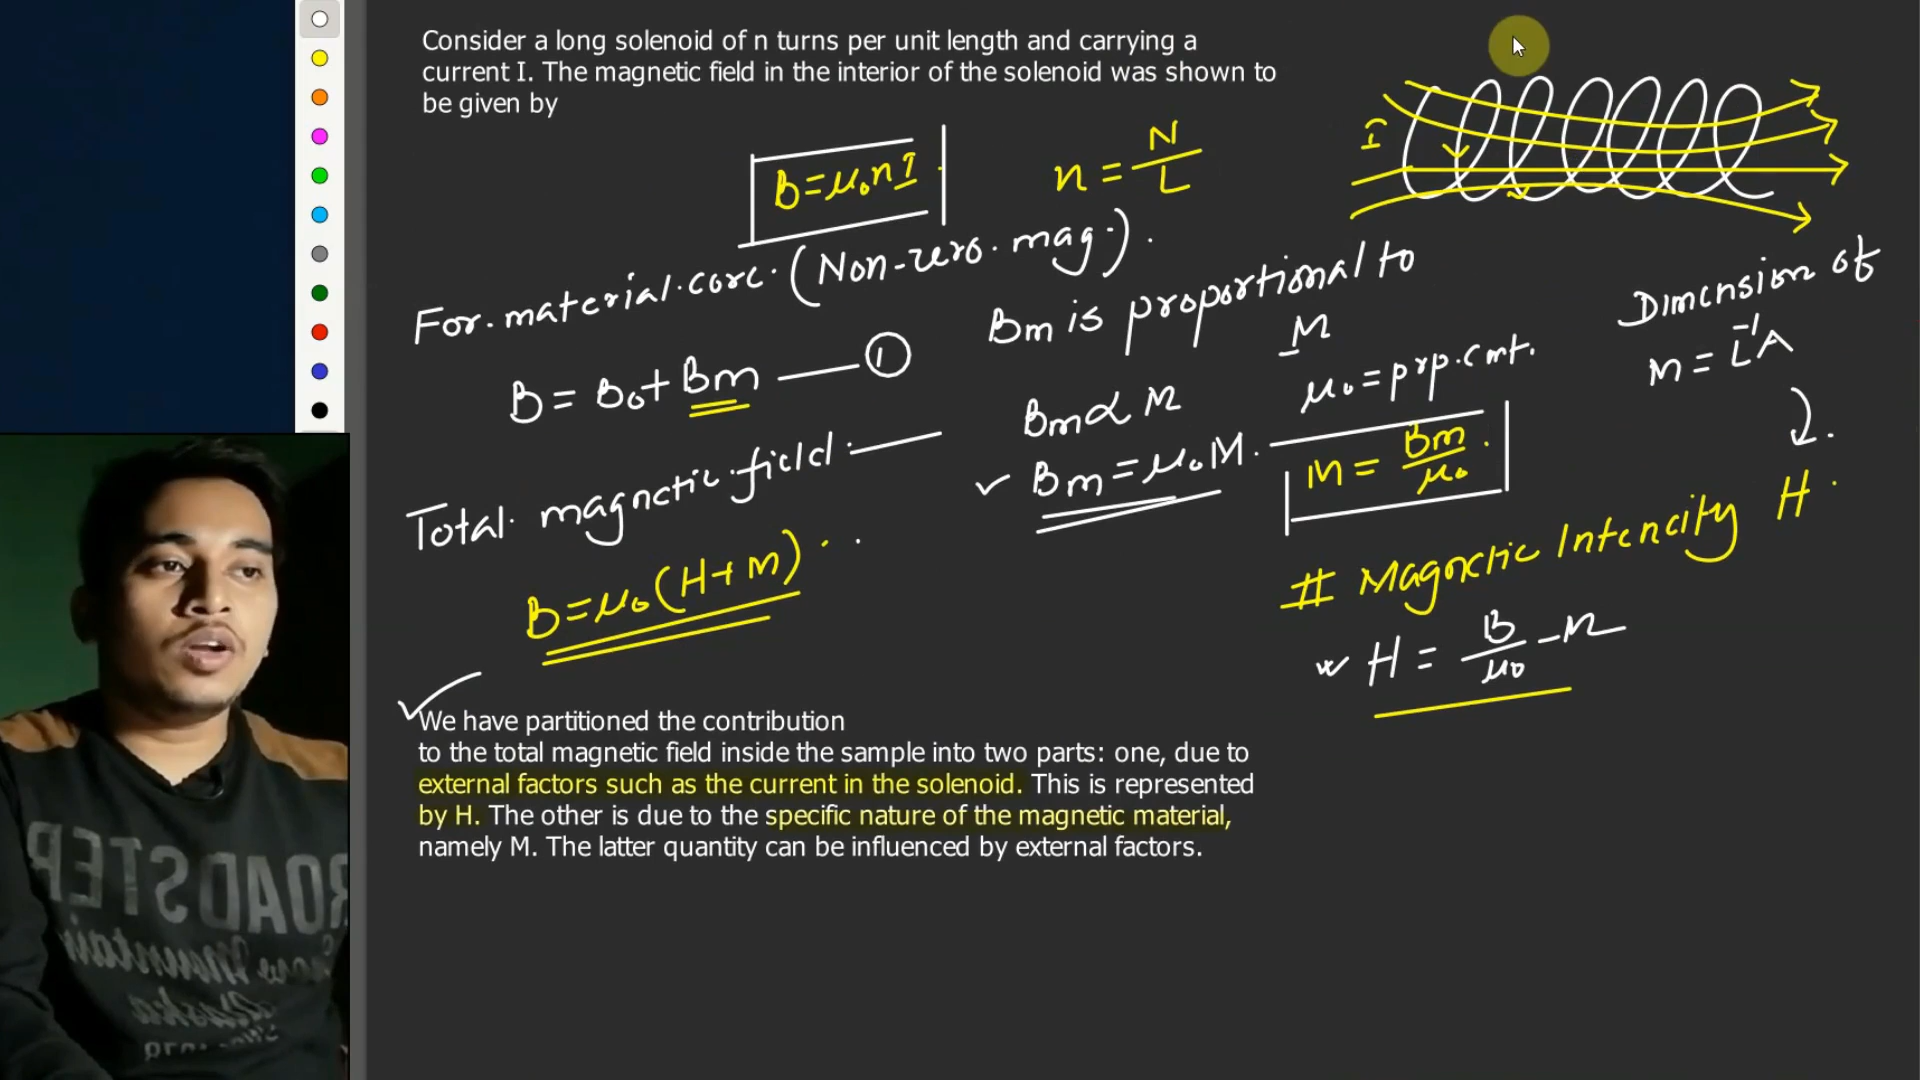 Consider a long solenoid of n turns per unit length and carrying a
current I. The magnetic field in the interior of the solenoid was shown to
be given by
B=μ₀nI
n = N/L
I
For material core (Non-zero mag.).
B = B₀ + Bm — ①
Total magnetic field :—
B=μ₀(H+M)
Bm is proportional to
M
μ₀ = prp. cnt.
Bm ∝ M
Bm = μ₀M.
M = Bm/μ₀
Dimension of
M = L⁻¹A
# Magnetic Intencity H.
H = B/μ₀ – M
We have partitioned the contribution
to the total magnetic field inside the sample into two parts: one, due to
external factors such as the current in the solenoid. This is represented
by H. The other is due to the specific nature of the magnetic material,
namely M. The latter quantity can be influenced by external factors.
ROADSTER
Mountain
Alaska